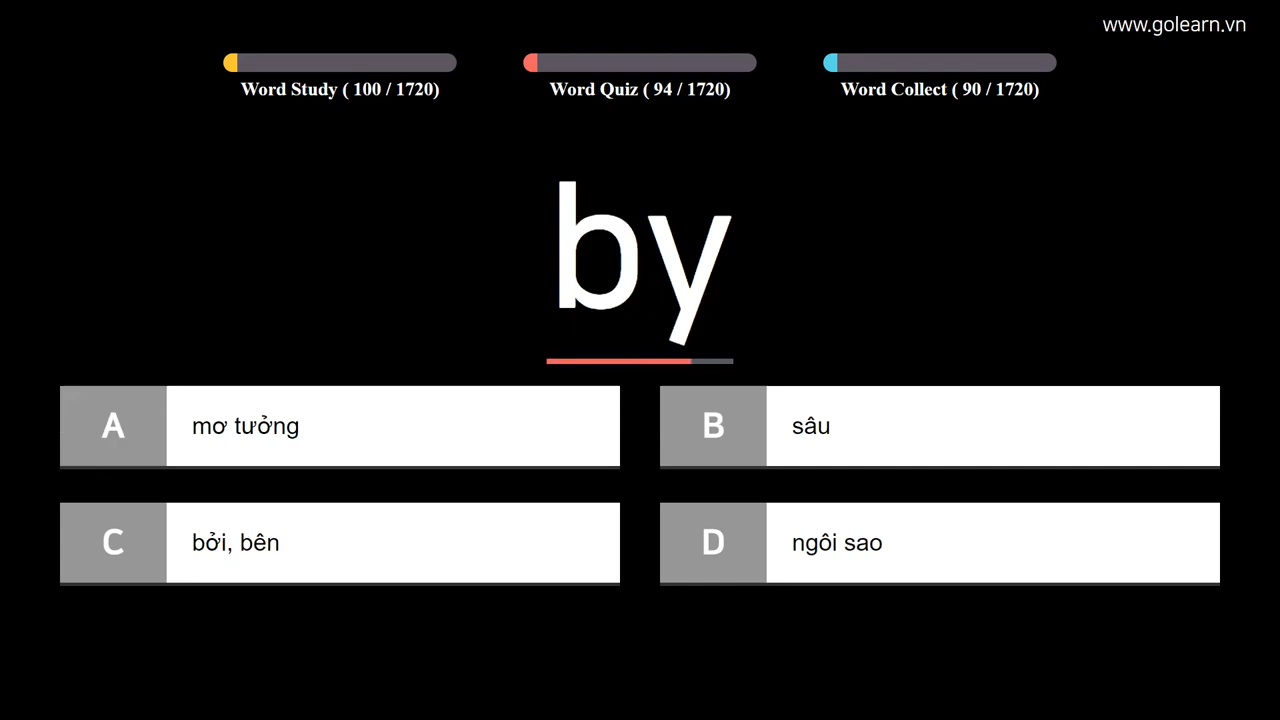 www.golearn.vn
Word Study ( 100 / 1720)
Word Quiz ( 94 / 1720)
Word Collect ( 90 / 1720)
by
A mơ tưởng
B sâu
C bởi, bên
D ngôi sao